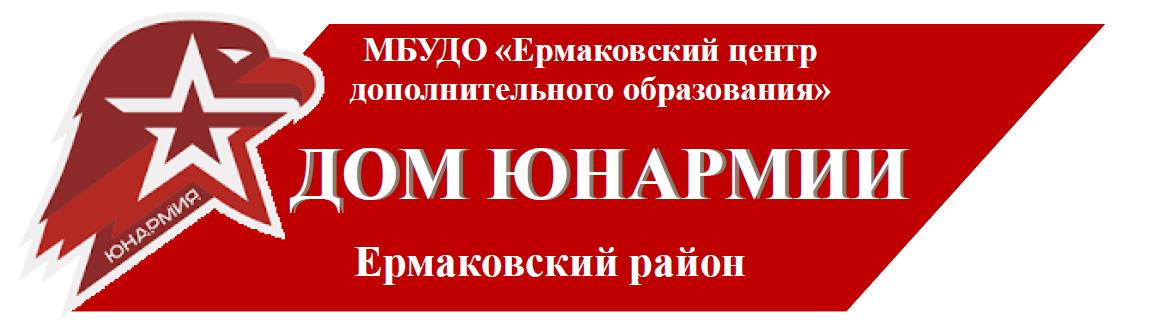 МБУДО «Ермаковский центр
дополнительного образования»
ДОМ ЮНАРМИИ
ЮНАРМИЯ
Ермаковский район